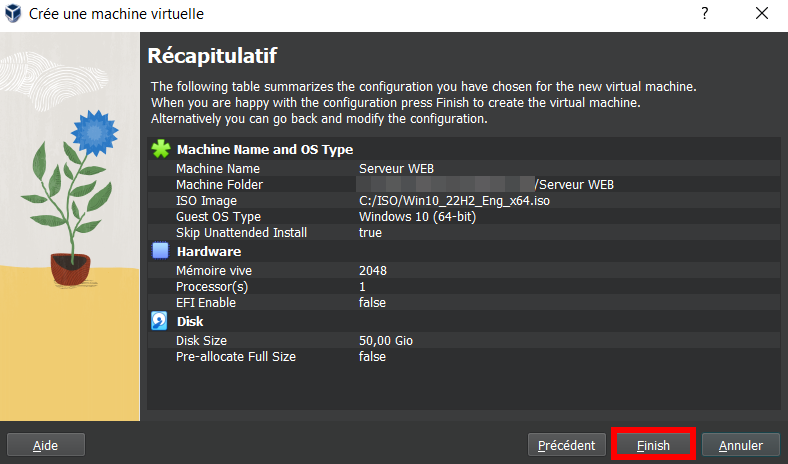 Crée une machine virtuelle
Récapitulatif
The following table summarizes the configuration you have chosen for the new virtual machine.
When you are happy with the configuration press Finish to create the virtual machine.
Alternatively you can go back and modify the configuration.
Machine Name and OS Type
Machine Name Serveur WEB
Machine Folder /Serveur WEB
ISO Image C:/ISO/Win10_22H2_Eng_x64.iso
Guest OS Type Windows 10 (64-bit)
Skip Unattended Install true
Hardware
Mémoire vive 2048
Processor(s) 1
EFI Enable false
Disk
Disk Size 50,00 Gio
Pre-allocate Full Size false
Aide Précédent Finish Annuler